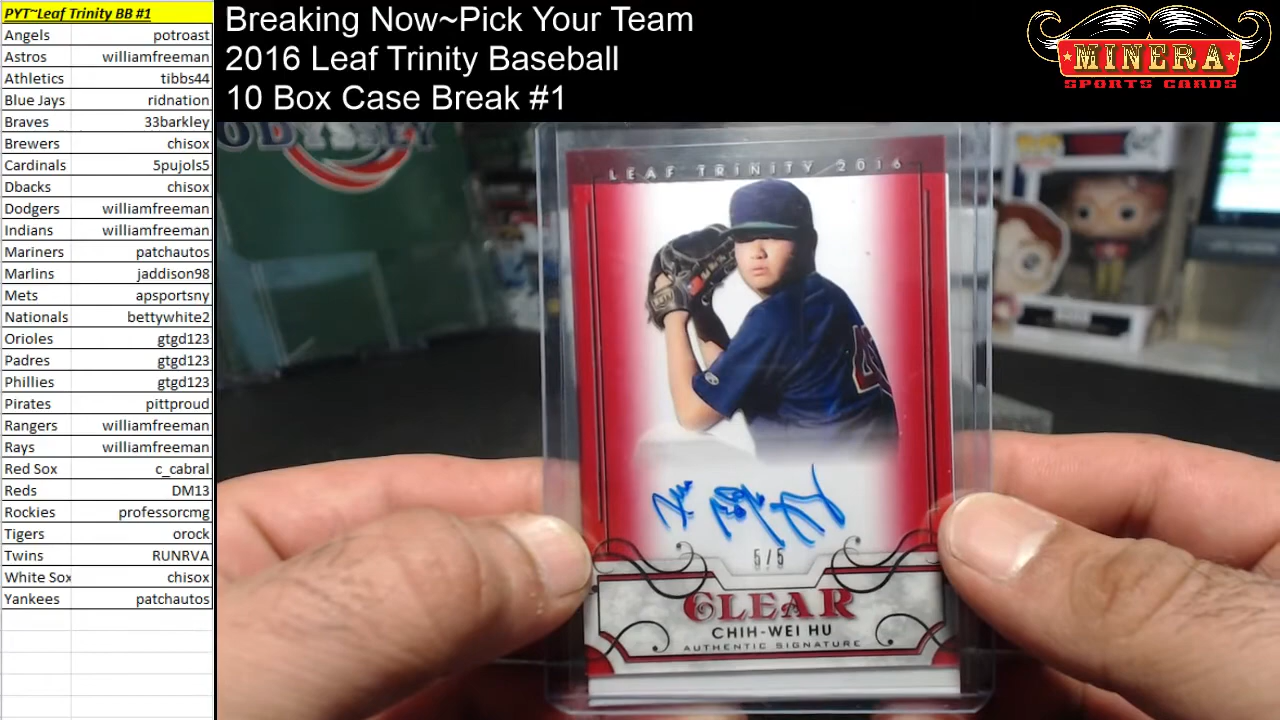 PYT~Leaf Trinity BB #1
Angels potroast
Astros williamfreeman
Athletics tibbs44
Blue Jays ridnation
Braves 33barkley
Brewers chisox
Cardinals 5pujols5
Dbacks chisox
Dodgers williamfreeman
Indians williamfreeman
Mariners patchautos
Marlins jaddison98
Mets apsportsny
Nationals bettywhite2
Orioles gtgd123
Padres gtgd123
Phillies gtgd123
Pirates pittproud
Rangers williamfreeman
Rays williamfreeman
Red Sox c_cabral
Reds DM13
Rockies professorcmg
Tigers orock
Twins RUNRVA
White Sox chisox
Yankees patchautos
Breaking Now~Pick Your Team
2016 Leaf Trinity Baseball
10 Box Case Break #1
MINERA
SPORTS CARDS
ODYSSEY
LEAF TRINITY 2016
5/5
CLEAR
CHIH-WEI HU
AUTHENTIC SIGNATURE